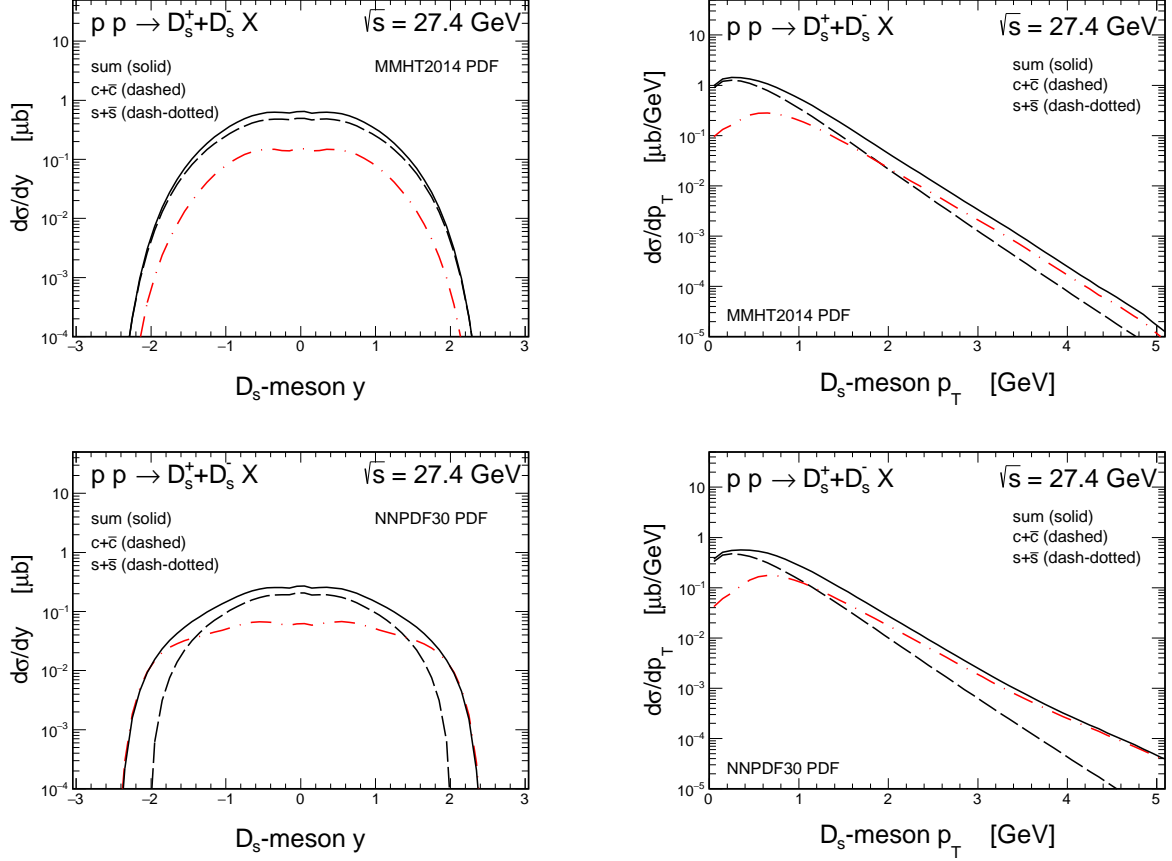 p p → D_s^+ + D_s^- X √s = 27.4 GeV
sum (solid) MMHT2014 PDF
c+c̄ (dashed)
s+s̄ (dash-dotted)
dσ/dy [μb]
10
1
10^−1
10^−2
10^−3
10^−4
−3 −2 −1 0 1 2 3
D_s-meson y
p p → D_s^+ + D_s^- X √s = 27.4 GeV
sum (solid)
c+c̄ (dashed)
s+s̄ (dash-dotted)
MMHT2014 PDF
dσ/dp_T [μb/GeV]
10
1
10^−1
10^−2
10^−3
10^−4
10^−5
0 1 2 3 4 5
D_s-meson p_T [GeV]
p p → D_s^+ + D_s^- X √s = 27.4 GeV
sum (solid) NNPDF30 PDF
c+c̄ (dashed)
s+s̄ (dash-dotted)
dσ/dy [μb]
10
1
10^−1
10^−2
10^−3
10^−4
−3 −2 −1 0 1 2 3
D_s-meson y
p p → D_s^+ + D_s^- X √s = 27.4 GeV
sum (solid)
c+c̄ (dashed)
s+s̄ (dash-dotted)
NNPDF30 PDF
dσ/dp_T [μb/GeV]
10
1
10^−1
10^−2
10^−3
10^−4
10^−5
0 1 2 3 4 5
D_s-meson p_T [GeV]